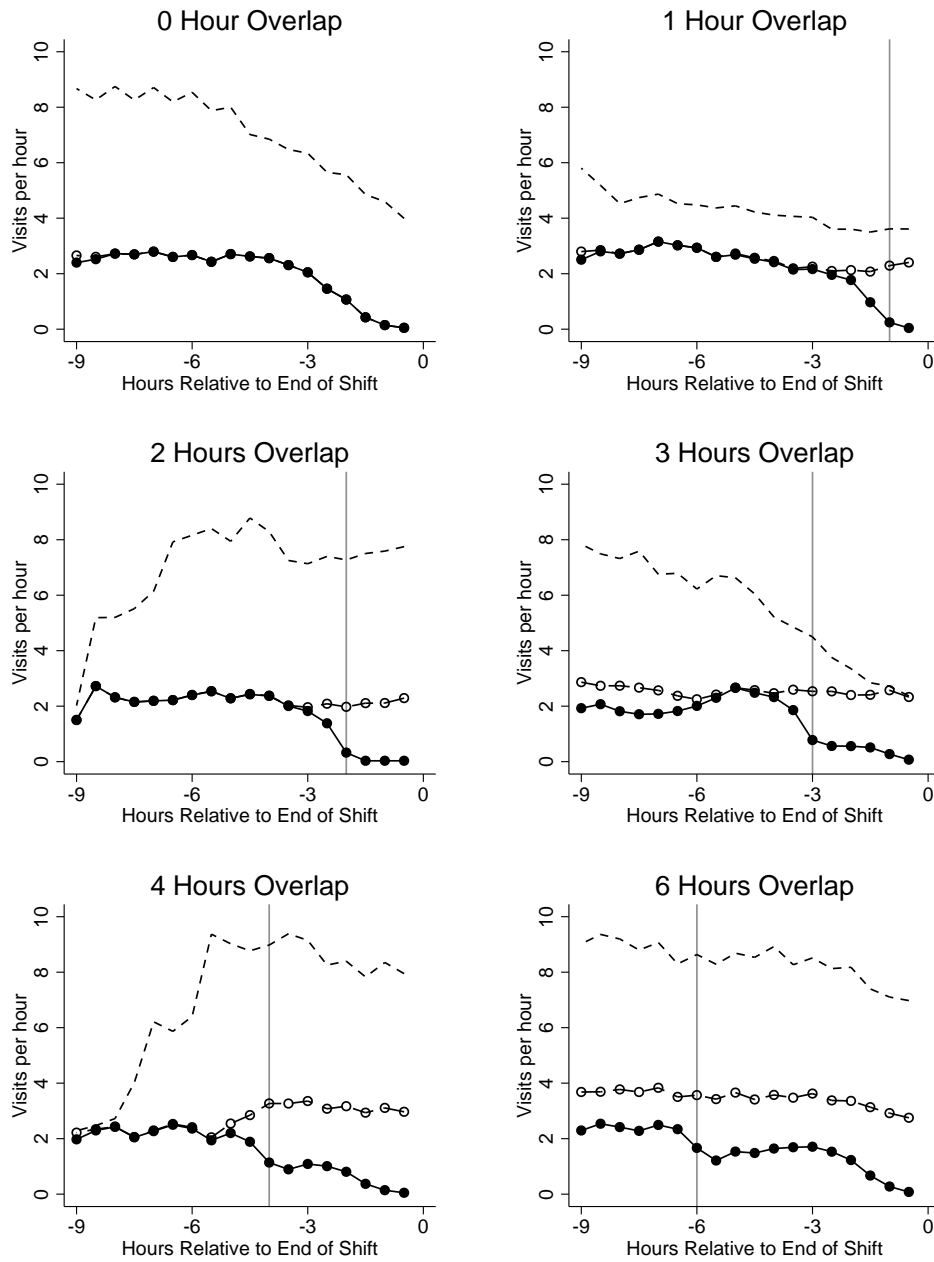 0 Hour Overlap
Visits per hour
0 2 4 6 8 10
-9 -6 -3 0
Hours Relative to End of Shift
1 Hour Overlap
Visits per hour
0 2 4 6 8 10
-9 -6 -3 0
Hours Relative to End of Shift
2 Hours Overlap
Visits per hour
0 2 4 6 8 10
-9 -6 -3 0
Hours Relative to End of Shift
3 Hours Overlap
Visits per hour
0 2 4 6 8 10
-9 -6 -3 0
Hours Relative to End of Shift
4 Hours Overlap
Visits per hour
0 2 4 6 8 10
-9 -6 -3 0
Hours Relative to End of Shift
6 Hours Overlap
Visits per hour
0 2 4 6 8 10
-9 -6 -3 0
Hours Relative to End of Shift